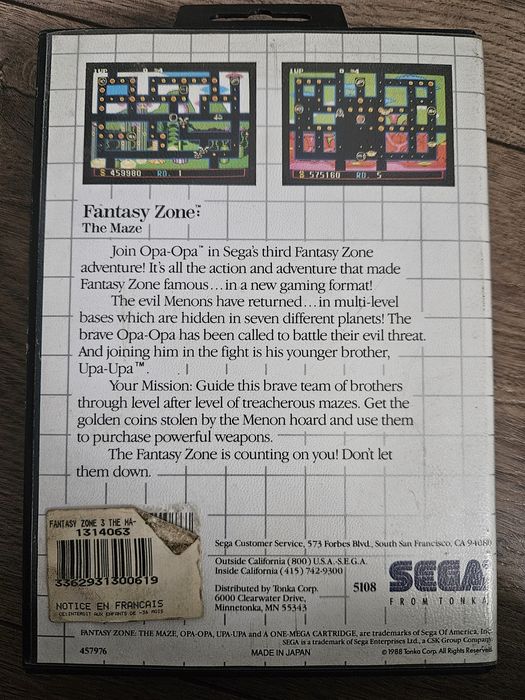 1UP
1UP
$ 459980 RD. 1
$ 575160 RD. 5
Fantasy Zone:™
The Maze
Join Opa-Opa™ in Sega's third Fantasy Zone
adventure! It's all the action and adventure that made
Fantasy Zone famous...in a new gaming format!
The evil Menons have returned...in multi-level
bases which are hidden in seven different planets! The
brave Opa-Opa has been called to battle their evil threat.
And joining him in the fight is his younger brother,
Upa-Upa™.
Your Mission: Guide this brave team of brothers
through level after level of treacherous mazes. Get the
golden coins stolen by the Menon hoard and use them
to purchase powerful weapons.
The Fantasy Zone is counting on you! Don't let
them down.
FANTASY ZONE 3 THE MA-
1314063
3362931300619
NOTICE EN FRANCAIS
DECONSEILLE AUX ENFANTS DE -36 MOIS
Sega Customer Service, 573 Forbes Blvd., South San Francisco, CA 94080
Outside California (800) U.S.A.-S.E.G.A.
Inside California (415) 742-9300
Distributed by Tonka Corp.
6000 Clearwater Drive,
Minnetonka, MN 55343
5108
SEGA
FROM TONKA
FANTASY ZONE: THE MAZE, OPA-OPA, UPA-UPA and A ONE-MEGA CARTRIDGE, are trademarks of Sega Of America, Inc.
SEGA is a trademark of Sega Enterprises Ltd., a CSK Group Company
457976
MADE IN JAPAN
© 1988 Tonka Corp. All Rights Reserved.